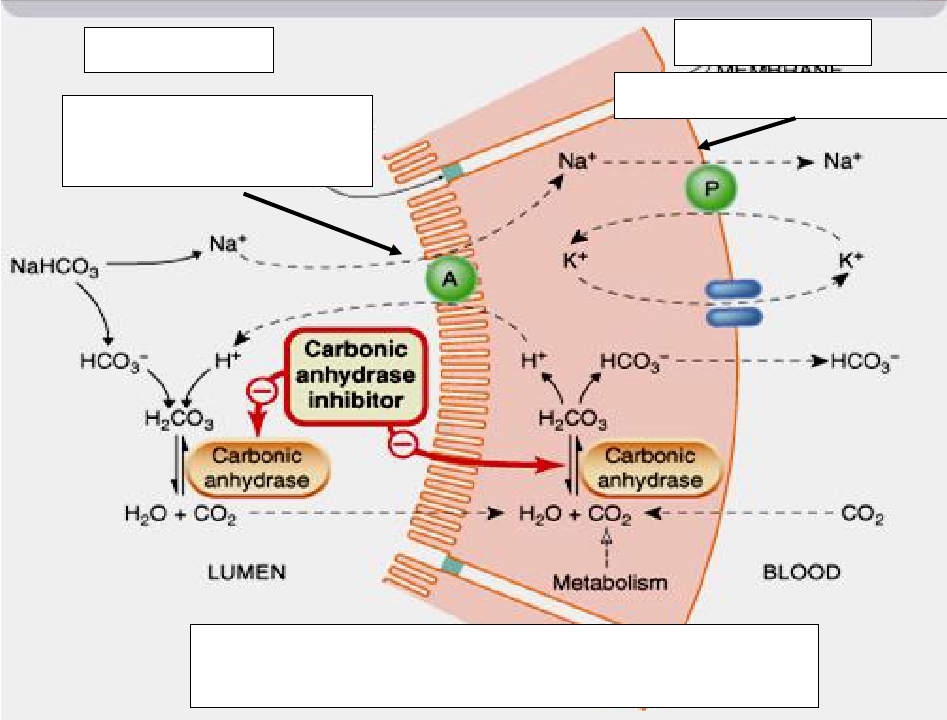 MEMBRANE
Na⁺
Na⁺
P
Na⁺
NaHCO₃
A
K⁺
K⁺
HCO₃⁻
H⁺
Carbonic
anhydrase
inhibitor
H⁺
HCO₃⁻
HCO₃⁻
H₂CO₃
H₂CO₃
Carbonic
anhydrase
Carbonic
anhydrase
H₂O + CO₂
H₂O + CO₂
CO₂
LUMEN
Metabolism
BLOOD